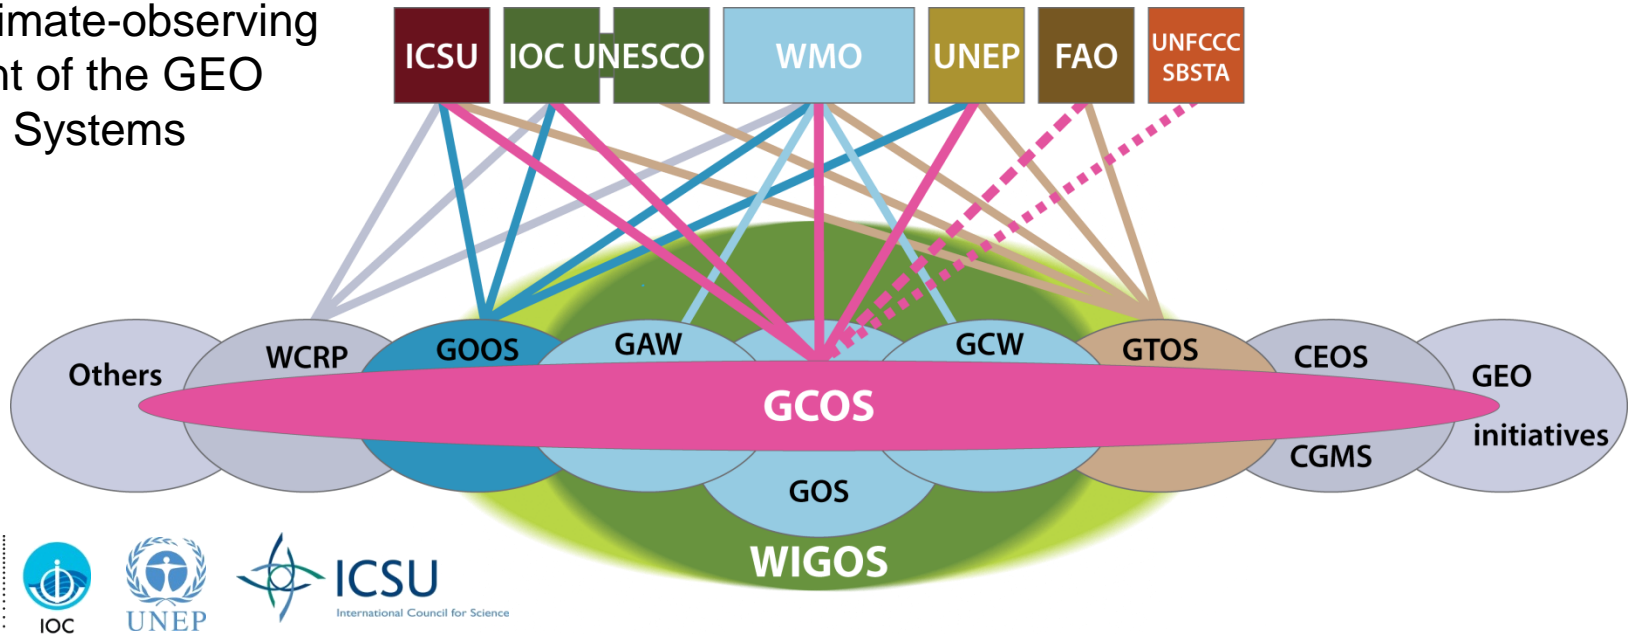 imate-observing
nt of the GEO
Systems
ICSU
IOC UNESCO
WMO
UNEP
FAO
UNFCCC
SBSTA
Others
WCRP
GOOS
GAW
GCW
GTOS
CEOS
GEO
initiatives
GCOS
CGMS
GOS
WIGOS
IOC
UNEP
ICSU
International Council for Science